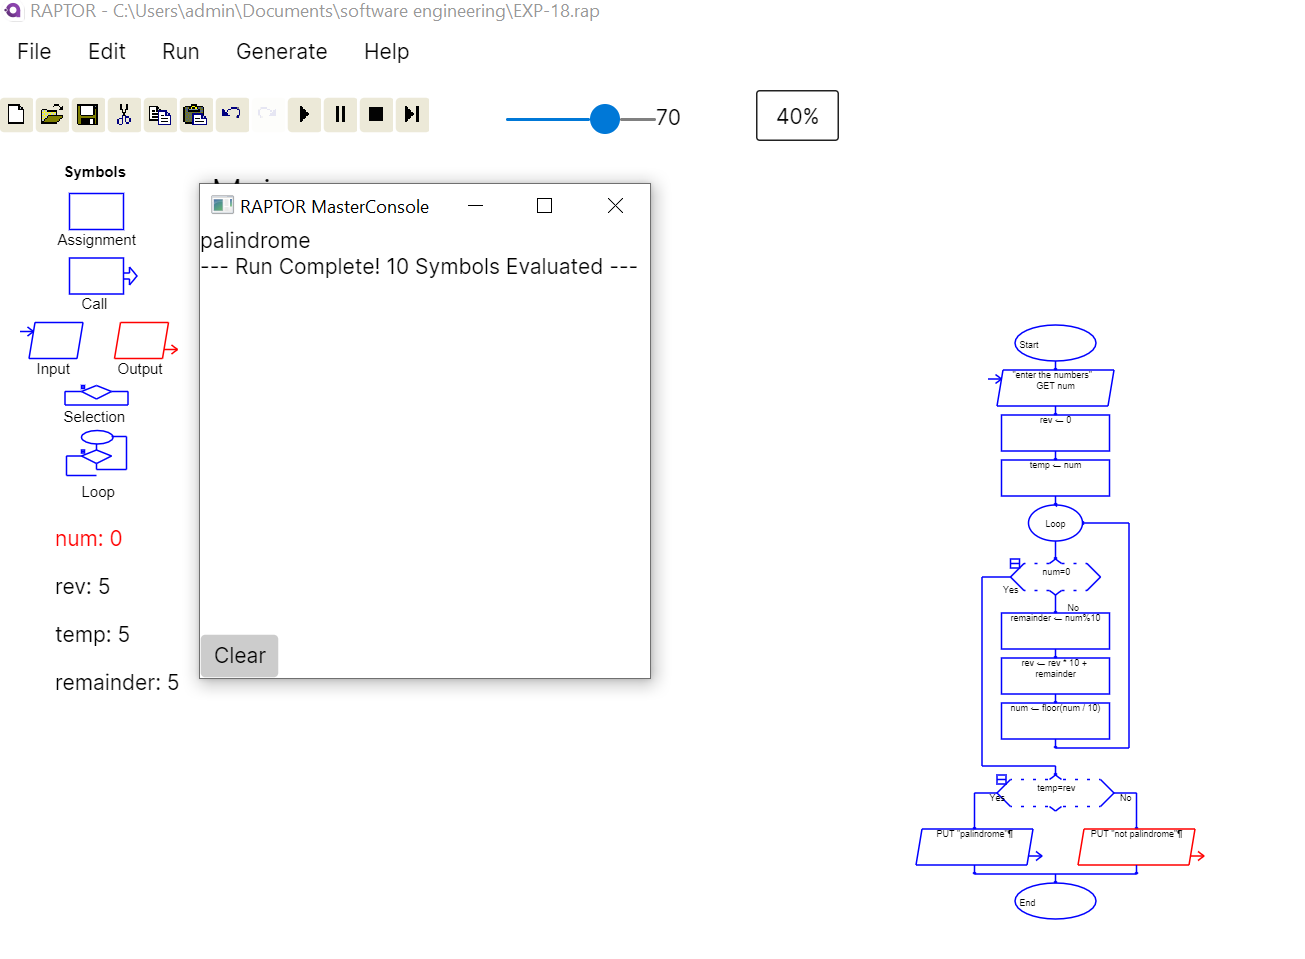 RAPTOR - C:\Users\admin\Documents\software engineering\EXP-18.rap
File Edit Run Generate Help
70
40%
Symbols
Assignment
Call
Input Output
Selection
Loop
num: 0
rev: 5
temp: 5
remainder: 5
RAPTOR MasterConsole
palindrome
--- Run Complete! 10 Symbols Evaluated ---
Clear
Start
"enter the numbers"
GET num
rev ← 0
temp ← num
Loop
num=0
Yes
No
remainder ← num%10
rev ← rev * 10 +
remainder
num ← floor(num / 10)
temp=rev
Yes No
PUT "palindrome"¶ PUT "not palindrome"¶
End